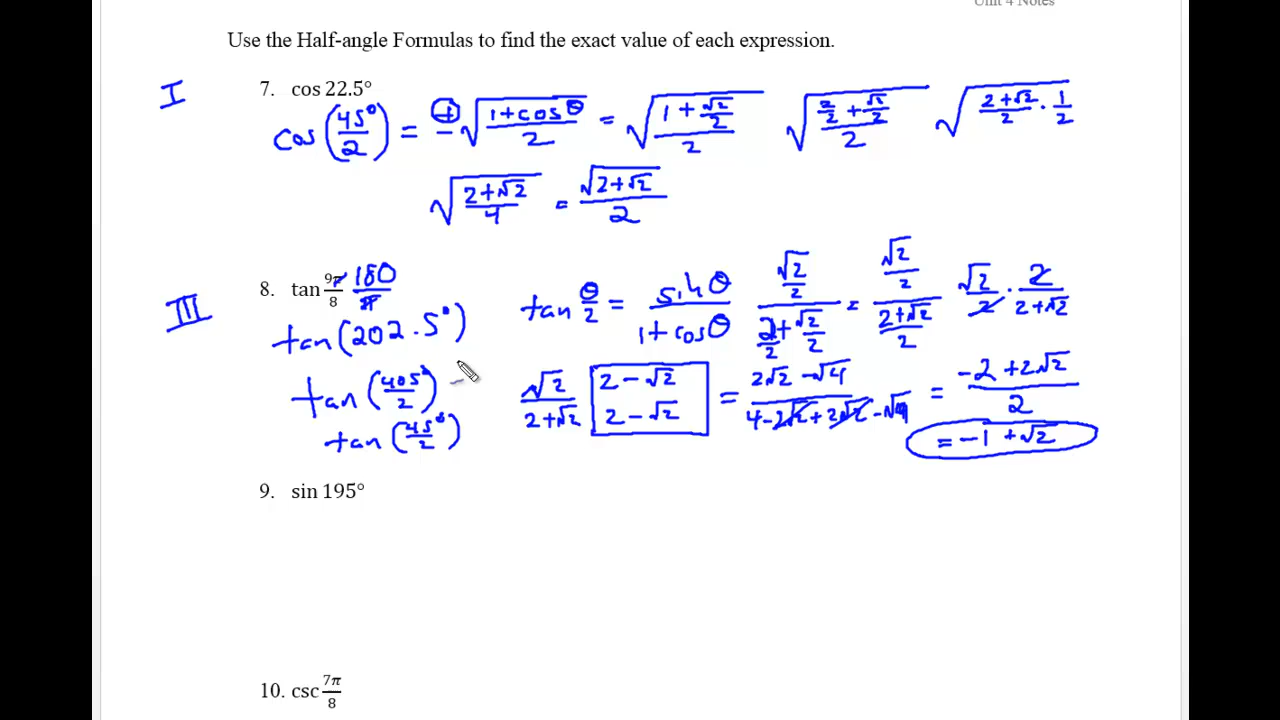 Unit 4 Notes
Use the Half-angle Formulas to find the exact value of each expression.
I
7. cos 22.5°
cos(45°/2) = ±√((1+cosθ)/2) = √((1+√2/2)/2) √((2/2+√2/2)/2) √((2+√2)/2 · 1/2)
√((2+√2)/4) = √(2+√2)/2
III
8. tan 9π/8 · 180/π
tan(202.5°)
tan(405°/2) -
tan(45°/2)
tan θ/2 = sinθ/(1+cosθ) (√2/2)/(2/2+√2/2) = (√2/2)/((2+√2)/2) √2/2 · 2/(2+√2)
√2/(2+√2) (2-√2)/(2-√2) = (2√2-√4)/(4-2√2+2√2-√4) = (-2+2√2)/2
= -1+√2
9. sin 195°
10. csc 7π/8